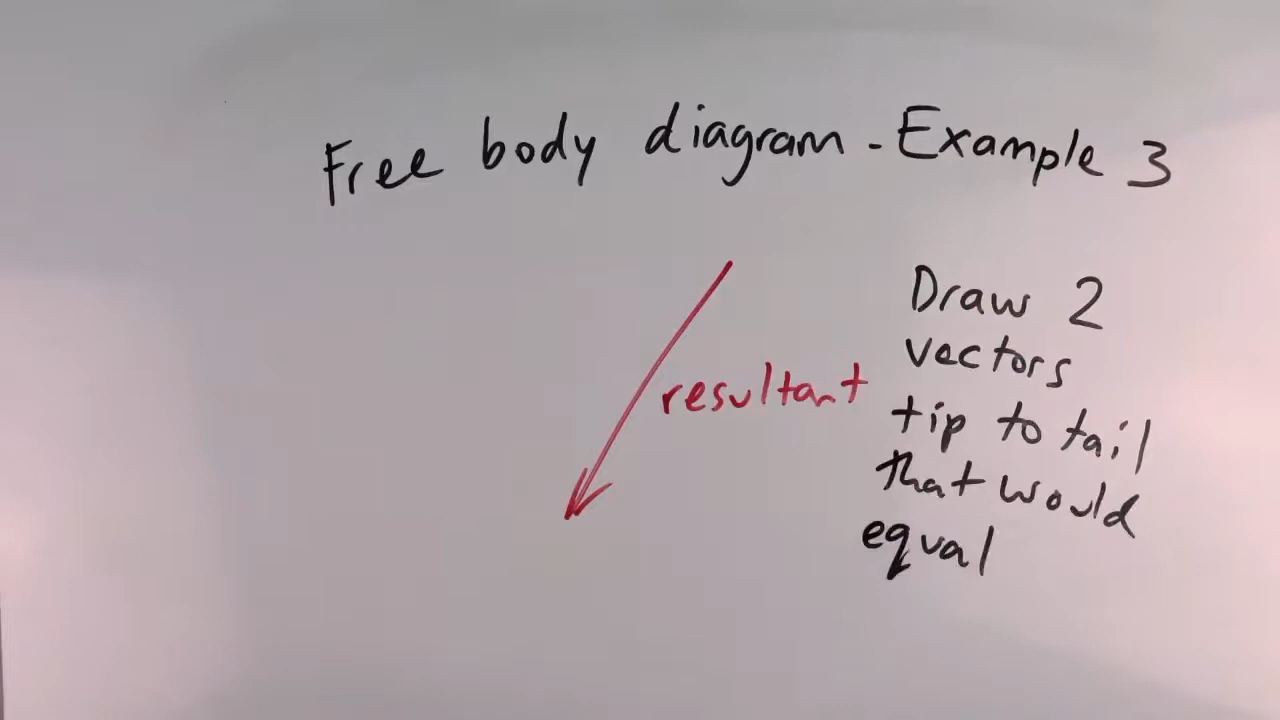 Free body diagram - Example 3
resultant
Draw 2
vectors
tip to tail
that would
equal